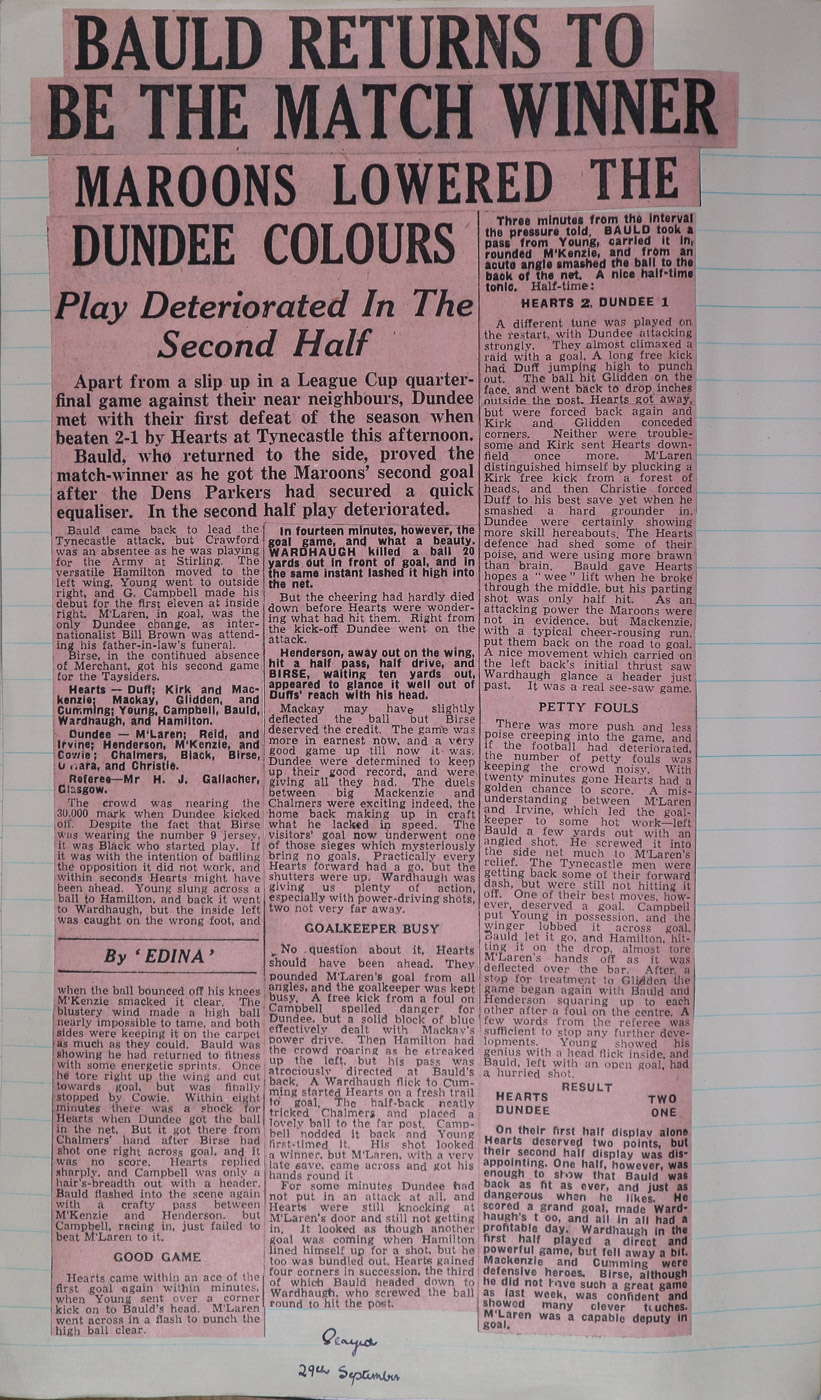 BAULD RETURNS TO
BE THE MATCH WINNER
MAROONS LOWERED THE
DUNDEE COLOURS
Play Deteriorated In The
Second Half
Apart from a slip up in a League Cup quarter-
final game against their near neighbours, Dundee
met with their first defeat of the season when
beaten 2-1 by Hearts at Tynecastle this afternoon.
Bauld, who returned to the side, proved the
match-winner as he got the Maroons' second goal
after the Dens Parkers had secured a quick
equaliser. In the second half play deteriorated.
Bauld came back to lead the
Tynecastle attack, but Crawford
was an absentee as he was playing
for the Army at Stirling. The
versatile Hamilton moved to the
left wing. Young went to outside
right, and G. Campbell made his
debut for the first eleven at inside
right. M'Laren, in goal, was the
only Dundee change, as inter-
nationalist Bill Brown was attend-
ing his father-in-law's funeral.
Birse, in the continued absence
of Merchant, got his second game
for the Taysiders.
Hearts — Duff; Kirk and Mac-
kenzie; Mackay, Glidden, and
Cumming; Young, Campbell, Bauld,
Wardhaugh, and Hamilton.
Dundee — M'Laren; Reid, and
Irvine; Henderson, M'Kenzie, and
Cowie; Chalmers, Black, Birse,
O'Hara, and Christie.
Referee—Mr H. J. Gallacher,
Glasgow.
The crowd was nearing the
30,000 mark when Dundee kicked
off. Despite the fact that Birse
was wearing the number 9 jersey,
it was Black who started play. If
it was with the intention of baffling
the opposition it did not work, and
within seconds Hearts might have
been ahead. Young slung across a
ball to Hamilton, and back it went
to Wardhaugh, but the inside left
was caught on the wrong foot, and
By 'EDINA'
when the ball bounced off his knees
M'Kenzie smacked it clear. The
blustery wind made a high ball
nearly impossible to tame, and both
sides were keeping it on the carpet
as much as they could. Bauld was
showing he had returned to fitness
with some energetic sprints. Once
he tore right up the wing and cut
towards goal, but was finally
stopped by Cowie. Within eight
minutes there was a shock for
Hearts when Dundee got the ball
in the net. But it got there from
Chalmers' hand after Birse had
shot one right across goal, and it
was no score. Hearts replied
sharply, and Campbell was only a
hair's-breadth out with a header.
Bauld flashed into the scene again
with a crafty pass between
M'Kenzie and Henderson, but
Campbell, racing in, just failed to
beat M'Laren to it.
GOOD GAME
Hearts came within an ace of the
first goal again within minutes,
when Young sent over a corner
kick on to Bauld's head. M'Laren
went across in a flash to punch the
high ball clear.
In fourteen minutes, however, the
goal game, and what a beauty.
WARDHAUGH killed a ball 20
yards out in front of goal, and in
the same instant lashed it high into
the net.
But the cheering had hardly died
down before Hearts were wonder-
ing what had hit them. Right from
the kick-off Dundee went on the
attack.
Henderson, away out on the wing,
hit a half pass, half drive, and
BIRSE, waiting ten yards out,
appeared to glance it well out of
Duffs' reach with his head.
Mackay may have slightly
deflected the ball but Birse
deserved the credit. The game was
more in earnest now, and a very
good game up till now it was.
Dundee were determined to keep
up their good record, and were
giving all they had. The duels
between big Mackenzie and
Chalmers were exciting indeed, the
home back making up in craft
what he lacked in speed. The
visitors' goal now underwent one
of those sieges which mysteriously
bring no goals. Practically every
Hearts forward had a go, but the
shutters were up. Wardhaugh was
giving us plenty of action,
especially with power-driving shots,
two not very far away.
GOALKEEPER BUSY
No question about it, Hearts
should have been ahead. They
pounded M'Laren's goal from all
angles, and the goalkeeper was kept
busy. A free kick from a foul on
Campbell spelled danger for
Dundee, but a solid block of blue
effectively dealt with Mackay's
power drive. Then Hamilton had
the crowd roaring as he streaked
up the left, but his pass was
atrociously directed at Bauld's
back. A Wardhaugh flick to Cum-
ming started Hearts on a fresh trail
to goal. The half-back neatly
tricked Chalmers and placed a
lovely ball to the far post. Camp-
bell nodded it back and Young
first-timed it. His shot looked
a winner, but M'Laren, with a very
late save, came across and got his
hands round it
For some minutes Dundee had
not put in an attack at all, and
Hearts were still knocking at
M'Laren's door and still not getting
in. It looked as though another
goal was coming when Hamilton
lined himself up for a shot, but he
too was bundled out. Hearts gained
four corners in succession, the third
of which Bauld headed down to
Wardhaugh, who screwed the ball
round to hit the post.
Three minutes from the interval
the pressure told. BAULD took a
pass from Young, carried it in,
rounded M'Kenzie, and from an
acute angle smashed the ball to the
back of the net. A nice half-time
tonic. Half-time:
HEARTS 2, DUNDEE 1
A different tune was played on
the restart, with Dundee attacking
strongly. They almost climaxed a
raid with a goal. A long free kick
had Duff jumping high to punch
out. The ball hit Glidden on the
face, and went back to drop inches
outside the post. Hearts got away,
but were forced back again and
Kirk and Glidden conceded
corners. Neither were trouble-
some and Kirk sent Hearts down-
field once more. M'Laren
distinguished himself by plucking a
Kirk free kick from a forest of
heads, and then Christie forced
Duff to his best save yet when he
smashed a hard grounder in.
Dundee were certainly showing
more skill hereabouts. The Hearts
defence had shed some of their
poise, and were using more brawn
than brain. Bauld gave Hearts
hopes a "wee" lift when he broke
through the middle, but his parting
shot was only half hit. As an
attacking power the Maroons were
not in evidence, but Mackenzie,
with a typical cheer-rousing run,
put them back on the road to goal.
A nice movement which carried on
the left back's initial thrust saw
Wardhaugh glance a header just
past. It was a real see-saw game.
PETTY FOULS
There was more push and less
poise creeping into the game, and
if the football had deteriorated,
the number of petty fouls was
keeping the crowd noisy. With
twenty minutes gone Hearts had a
golden chance to score. A mis-
understanding between M'Laren
and Irvine, which led the goal-
keeper to some hot work—left
Bauld a few yards out with an
angled shot. He screwed it into
the side net much to M'Laren's
relief. The Tynecastle men were
getting back some of their forward
dash, but were still not hitting it
off. One of their best moves, how-
ever, deserved a goal. Campbell
put Young in possession, and the
winger lobbed it across goal.
Bauld let it go, and Hamilton, hit-
ting it on the drop, almost tore
M'Laren's hands off as it was
deflected over the bar. After a
stop for treatment to Glidden the
game began again with Bauld and
Henderson squaring up to each
other after a foul on the centre. A
few words from the referee was
sufficient to stop any further deve-
lopments. Young showed his
genius with a head flick inside, and
Bauld, left with an open goal, had
a hurried shot.
RESULT
HEARTS TWO
DUNDEE ONE
On their first half display alone
Hearts deserved two points, but
their second half display was dis-
appointing. One half, however, was
enough to show that Bauld was
back as fit as ever, and just as
dangerous when he likes. He
scored a grand goal, made Ward-
haugh's too, and all in all had a
profitable day. Wardhaugh in the
first half played a direct and
powerful game, but fell away a bit.
Mackenzie and Cumming were
defensive heroes. Birse, although
he did not have such a great game
as last week, was confident and
showed many clever touches.
M'Laren was a capable deputy in
goal.
Played
29th September